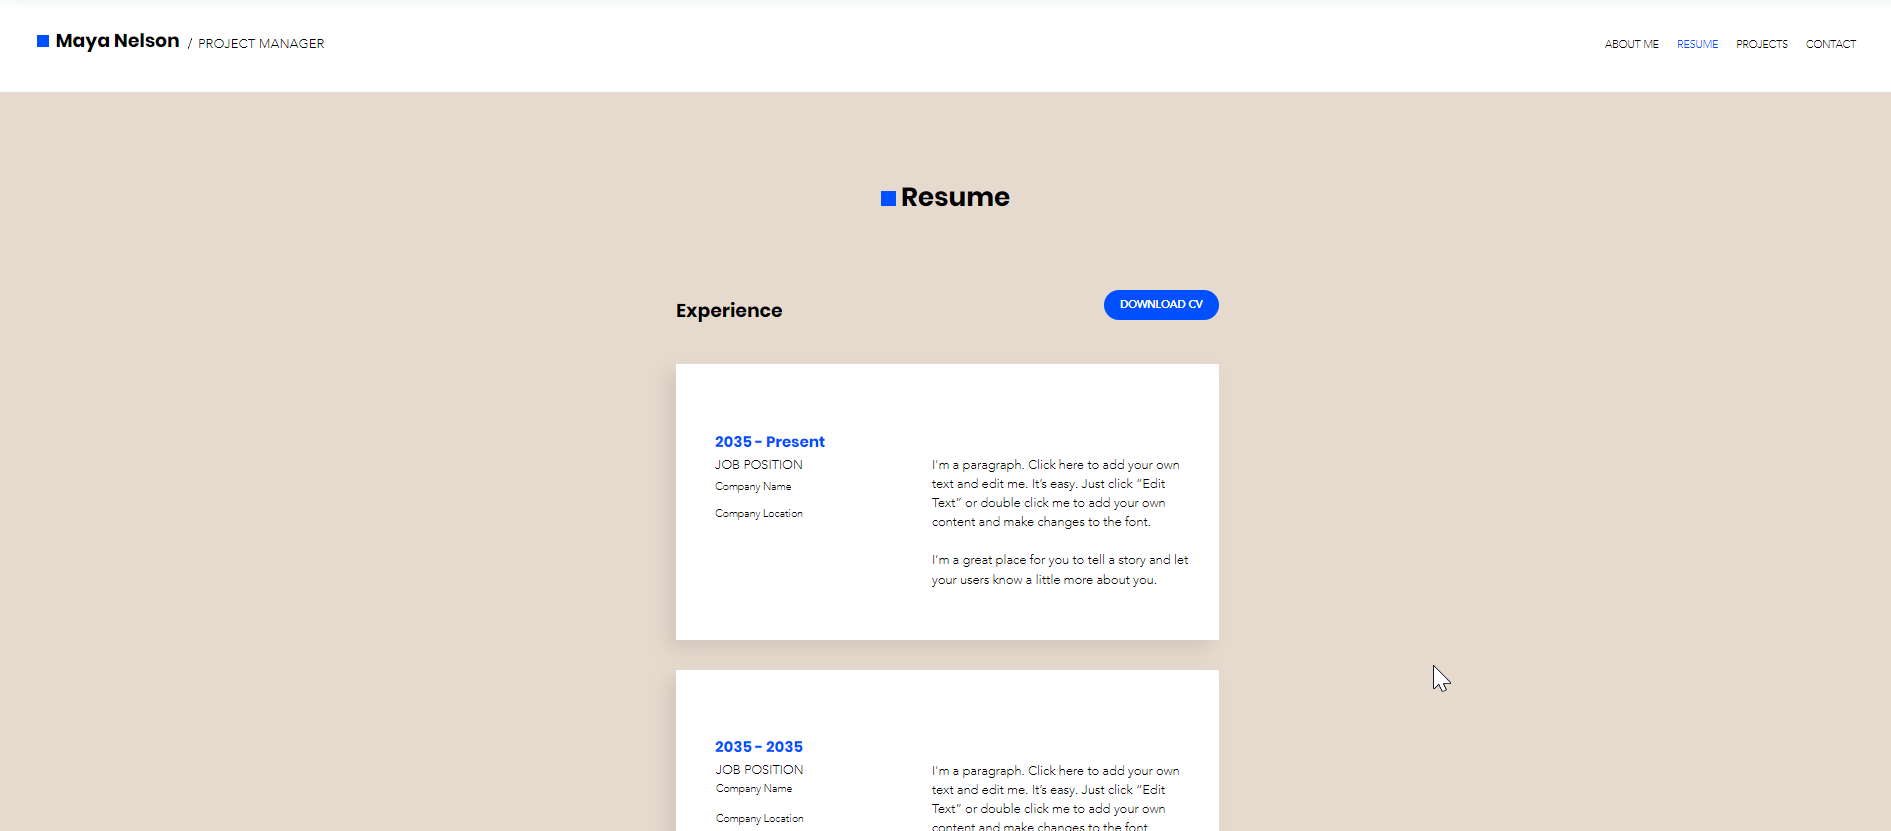 Maya Nelson / PROJECT MANAGER
ABOUT ME RESUME PROJECTS CONTACT
Resume
Experience
DOWNLOAD CV
2035 - Present
JOB POSITION
Company Name
Company Location
I'm a paragraph. Click here to add your own
text and edit me. It’s easy. Just click “Edit
Text” or double click me to add your own
content and make changes to the font.
I’m a great place for you to tell a story and let
your users know a little more about you.
2035 - 2035
JOB POSITION
Company Name
Company Location
I'm a paragraph. Click here to add your own
text and edit me. It’s easy. Just click “Edit
Text” or double click me to add your own
content and make changes to the font.